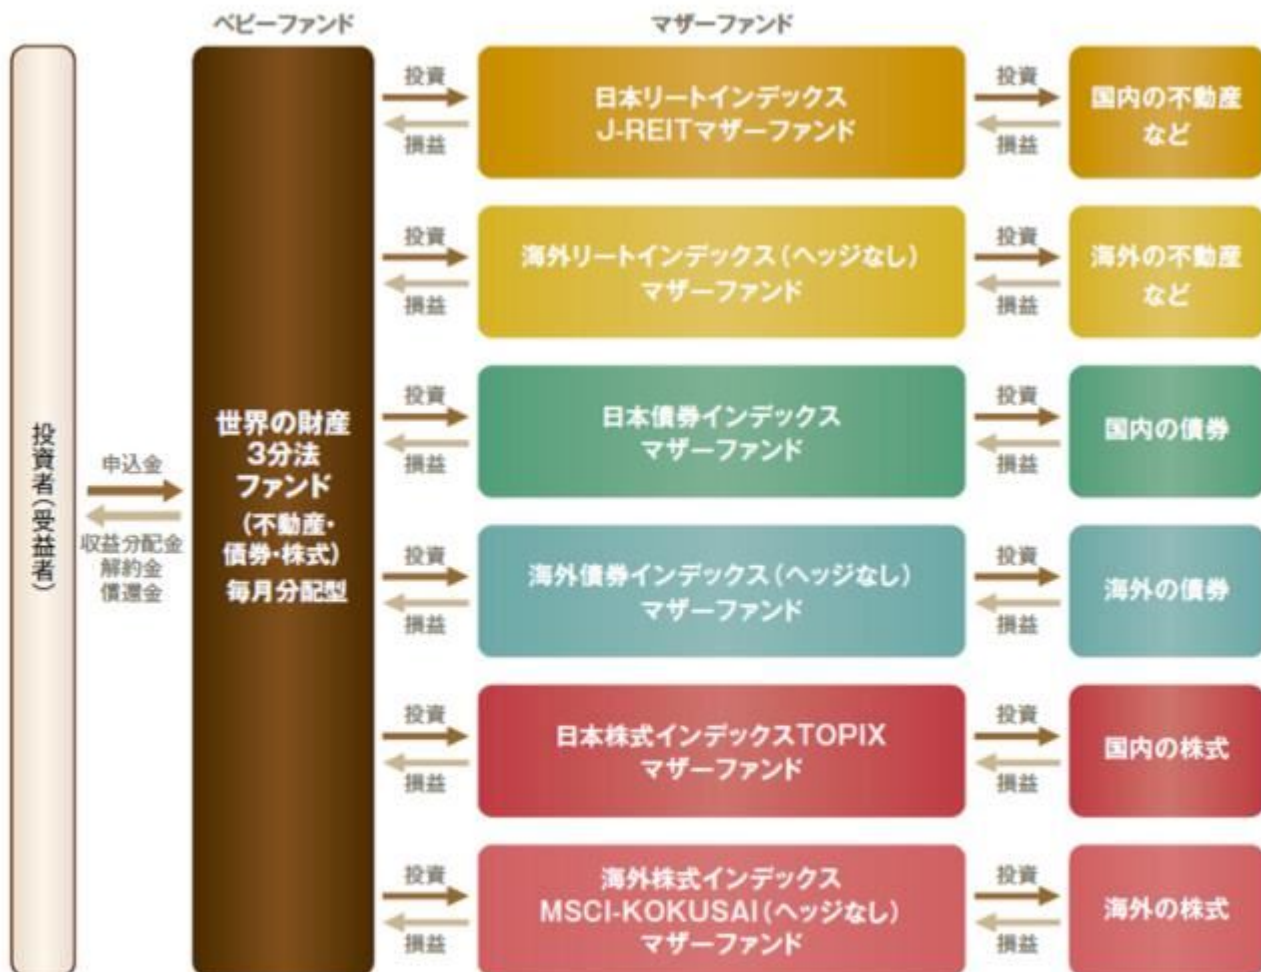 ベビーファンド
マザーファンド
投資者(受益者)
申込金
収益分配金
解約金
償還金
世界の財産
3分法
ファンド
(不動産・
債券・株式)
毎月分配型
投資
損益
日本リートインデックス
J-REITマザーファンド
投資
損益
国内の不動産
など
投資
損益
海外リートインデックス(ヘッジなし)
マザーファンド
投資
損益
海外の不動産
など
投資
損益
日本債券インデックス
マザーファンド
投資
損益
国内の債券
投資
損益
海外債券インデックス(ヘッジなし)
マザーファンド
投資
損益
海外の債券
投資
損益
日本株式インデックスTOPIX
マザーファンド
投資
損益
国内の株式
投資
損益
海外株式インデックス
MSCI-KOKUSAI(ヘッジなし)
マザーファンド
投資
損益
海外の株式